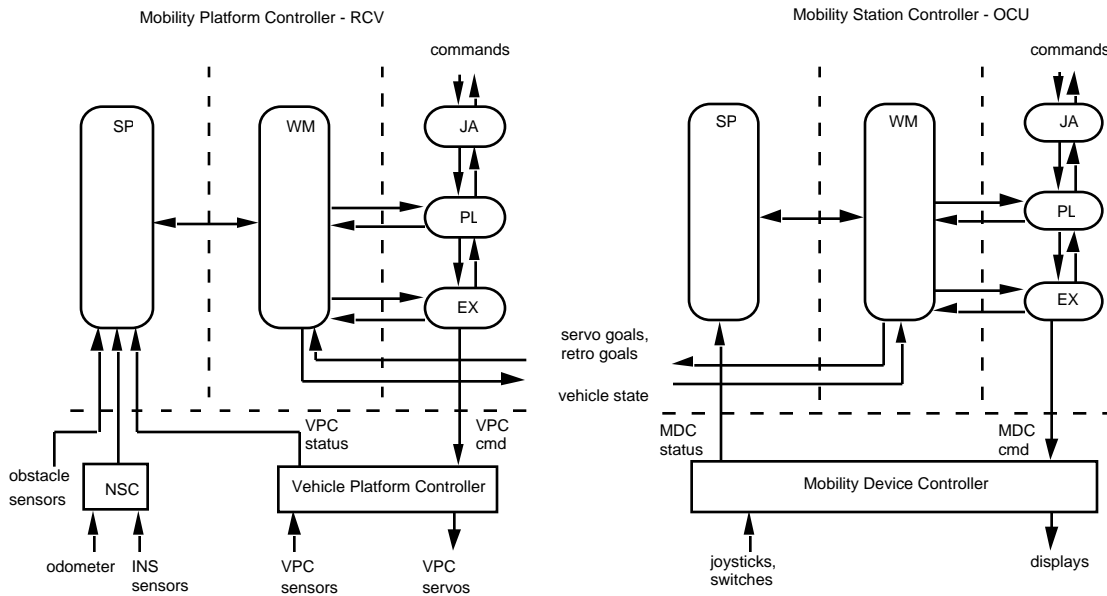 Mobility Platform Controller - RCV
Mobility Station Controller - OCU
commands
commands
SP
WM
JA
SP
WM
JA
PL
PL
EX
EX
servo goals,
retro goals
vehicle state
VPC
status
VPC
cmd
MDC
status
MDC
cmd
obstacle
sensors
NSC
Vehicle Platform Controller
Mobility Device Controller
odometer
INS
sensors
VPC
sensors
VPC
servos
joysticks,
switches
displays